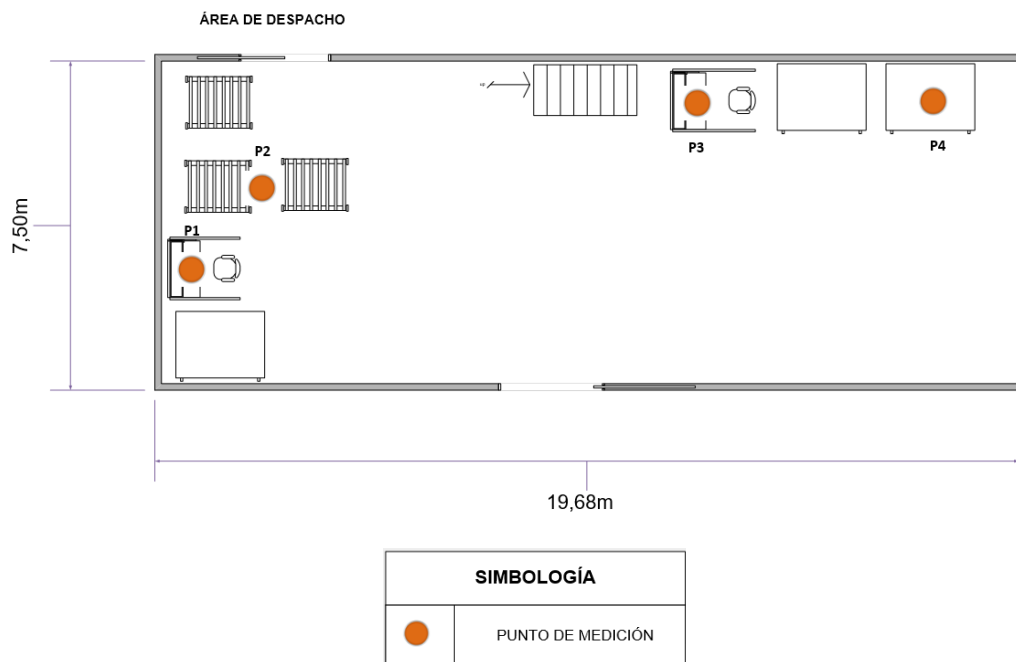 ÁREA DE DESPACHO
P2
P3
P4
P1
7,50m
19,68m
SIMBOLOGÍA
PUNTO DE MEDICIÓN